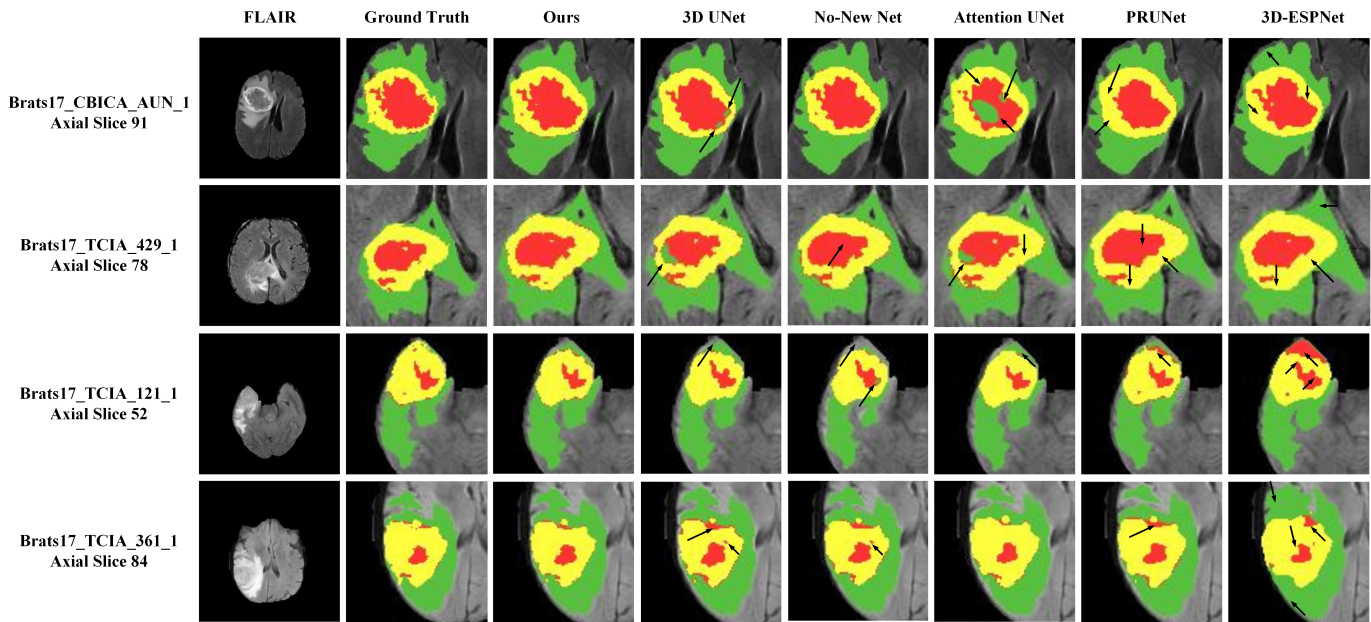 FLAIR Ground Truth Ours 3D UNet No-New Net Attention UNet PRUNet 3D-ESPNet
Brats17_CBICA_AUN_1
Axial Slice 91
Brats17_TCIA_429_1
Axial Slice 78
Brats17_TCIA_121_1
Axial Slice 52
Brats17_TCIA_361_1
Axial Slice 84